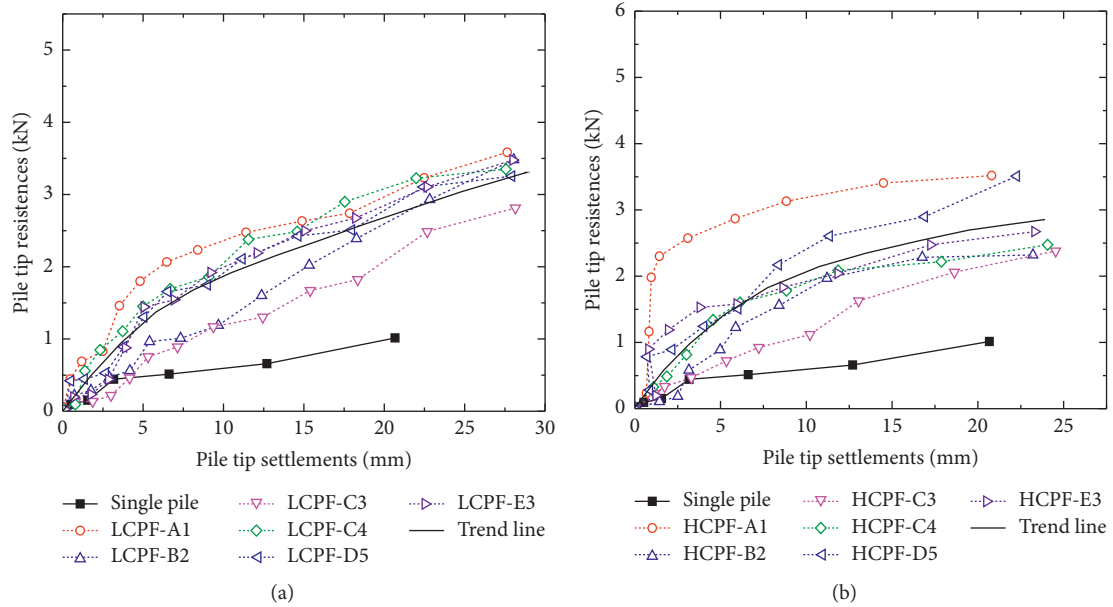 5
4
3
2
1
0
Pile tip resistences (kN)
0 5 10 15 20 25 30
Pile tip settlements (mm)
Single pile
LCPF-A1
LCPF-B2
LCPF-C3
LCPF-C4
LCPF-D5
LCPF-E3
Trend line
(a)
6
5
4
3
2
1
0
Pile tip resistences (kN)
0 5 10 15 20 25
Pile tip settlements (mm)
Single pile
HCPF-A1
HCPF-B2
HCPF-C3
HCPF-C4
HCPF-D5
HCPF-E3
Trend line
(b)